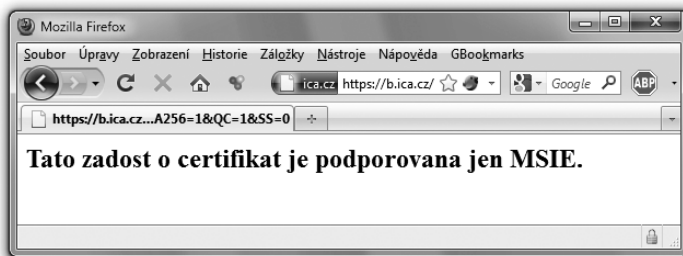 Mozilla Firefox
Soubor Úpravy Zobrazení Historie Záložky Nástroje Nápověda GBookmarks
ica.cz https://b.ica.cz/ Google ABP
https://b.ica.cz...A256=1&QC=1&SS=0
Tato zadost o certifikat je podporovana jen MSIE.